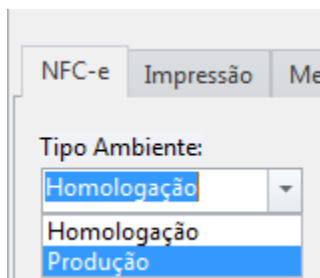 NFC-e Impressão Me
Tipo Ambiente:
Homologação
Homologação
Produção